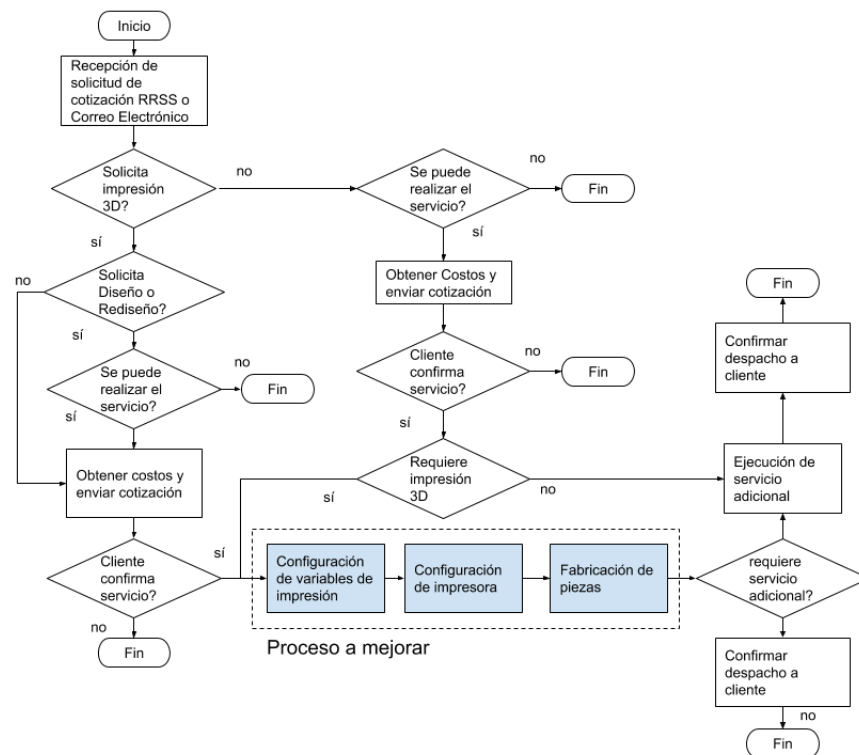 Inicio
Recepción de
solicitud de
cotización RRSS o
Correo Electrónico
Solicita
impresión
3D?
no
Se puede
realizar el
servicio?
no
Fin
sí
sí
no
Solicita
Diseño o
Rediseño?
Obtener Costos y
enviar cotización
Fin
sí
Se puede
realizar el
servicio?
no
Fin
sí
Cliente
confirma
servicio?
no
Fin
Confirmar
despacho a
cliente
sí
Obtener costos y
enviar cotización
Requiere
impresión
3D
sí
no
Ejecución de
servicio
adicional
Cliente
confirma
servicio?
sí
no
Fin
Configuración
de variables de
impresión
Configuración
de impresora
Fabricación de
piezas
requiere
servicio
adicional?
Proceso a mejorar
Confirmar
despacho a
cliente
no
Fin